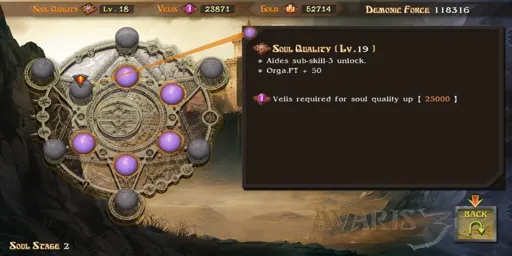 Soul Quality Lv.18 Velis 23871 Gold 52714 Demonic Force 118316
Soul Quality [ Lv.19 ]
Aides sub-skill-3 unlock.
Orga.PT + 50
Velis required for soul quality up [ 25000 ]
Avaris 3
BACK
Soul Stage 2